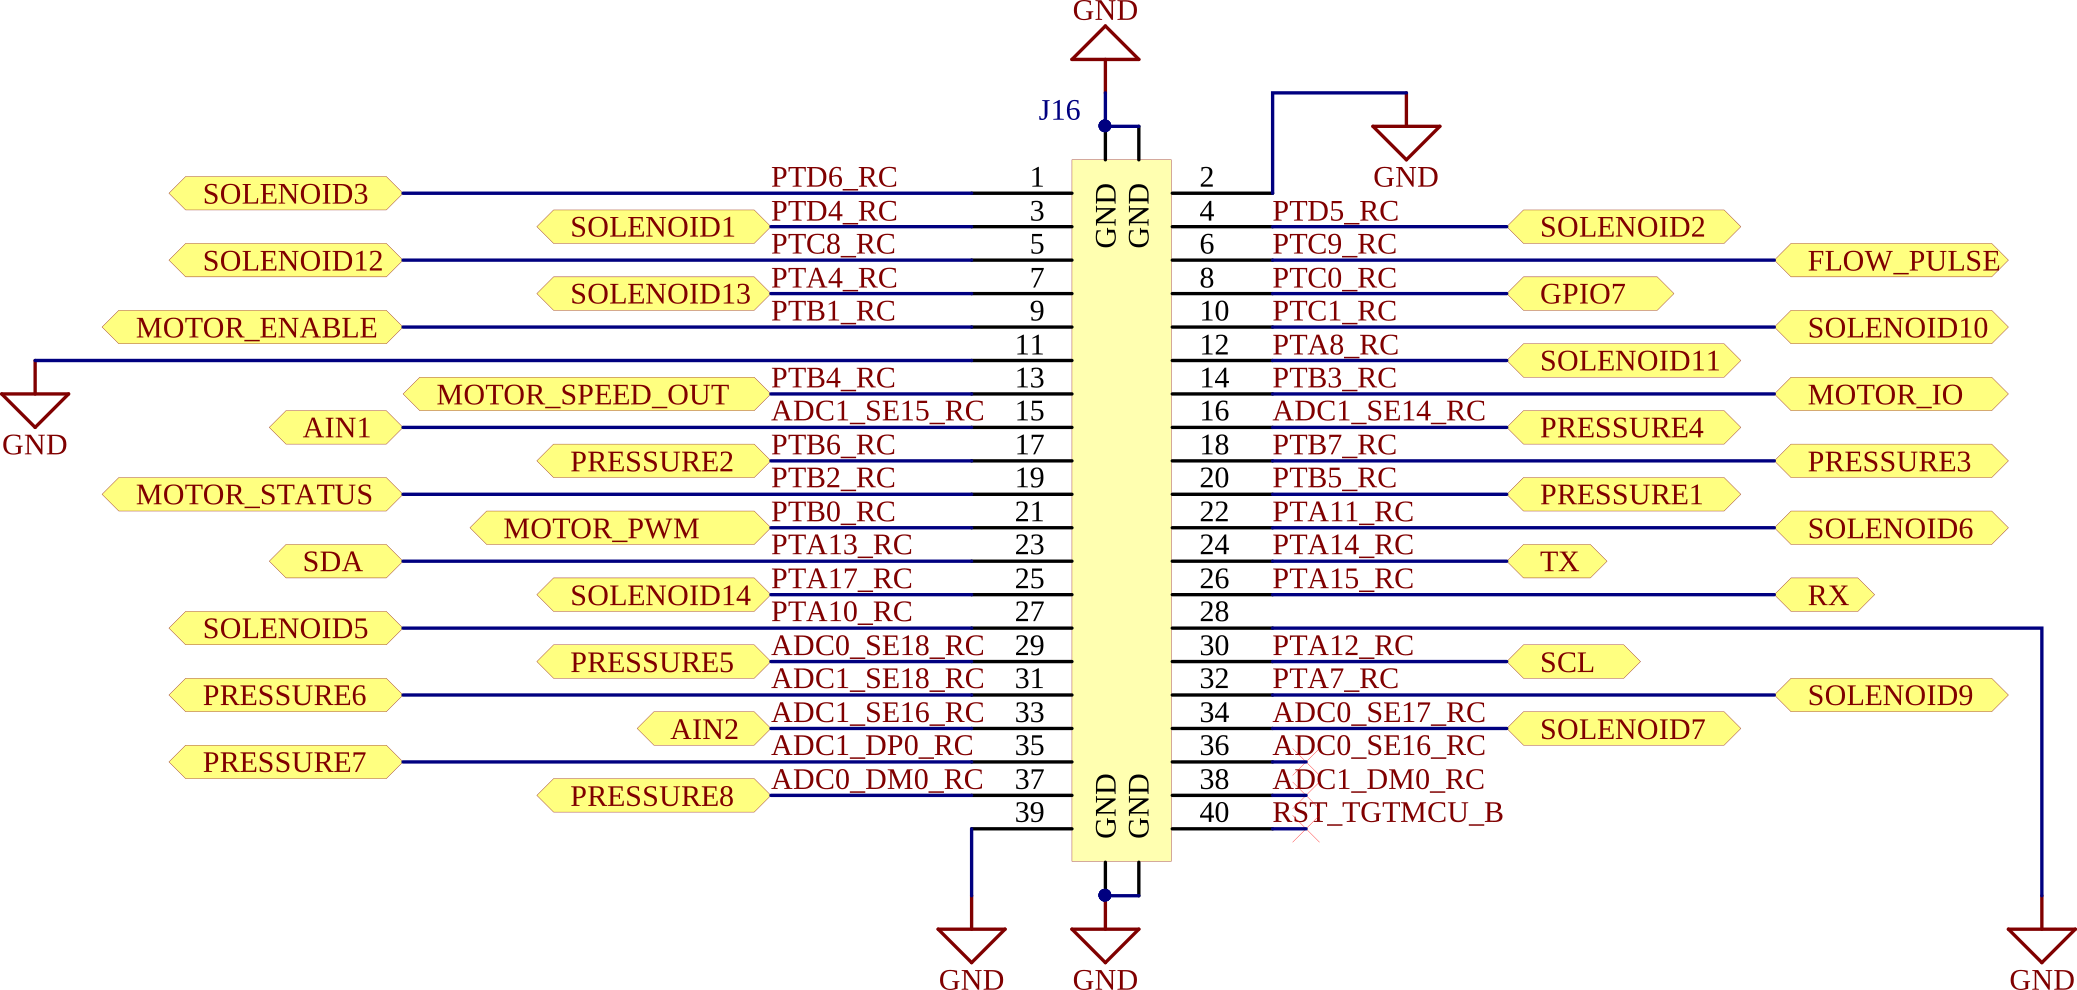 GND
J16
PTD6_RC 1 2 GND
SOLENOID3
PTD4_RC 3 4 PTD5_RC
SOLENOID1 GND GND SOLENOID2
PTC8_RC 5 6 PTC9_RC
SOLENOID12 FLOW_PULSE
PTA4_RC 7 8 PTC0_RC
SOLENOID13 GPIO7
PTB1_RC 9 10 PTC1_RC
MOTOR_ENABLE SOLENOID10
11 12 PTA8_RC
SOLENOID11
PTB4_RC 13 14 PTB3_RC
MOTOR_SPEED_OUT MOTOR_IO
ADC1_SE15_RC 15 16 ADC1_SE14_RC
AIN1 PRESSURE4
GND PTB6_RC 17 18 PTB7_RC
PRESSURE2 PRESSURE3
PTB2_RC 19 20 PTB5_RC
MOTOR_STATUS PRESSURE1
PTB0_RC 21 22 PTA11_RC
MOTOR_PWM SOLENOID6
PTA13_RC 23 24 PTA14_RC
SDA TX
PTA17_RC 25 26 PTA15_RC
SOLENOID14 RX
PTA10_RC 27 28
SOLENOID5
ADC0_SE18_RC 29 30 PTA12_RC
PRESSURE5 SCL
ADC1_SE18_RC 31 32 PTA7_RC
PRESSURE6 SOLENOID9
ADC1_SE16_RC 33 34 ADC0_SE17_RC
AIN2 SOLENOID7
ADC1_DP0_RC 35 36 ADC0_SE16_RC
PRESSURE7
ADC0_DM0_RC 37 38 ADC1_DM0_RC
PRESSURE8
39 GND GND 40 RST_TGTMCU_B
GND GND GND